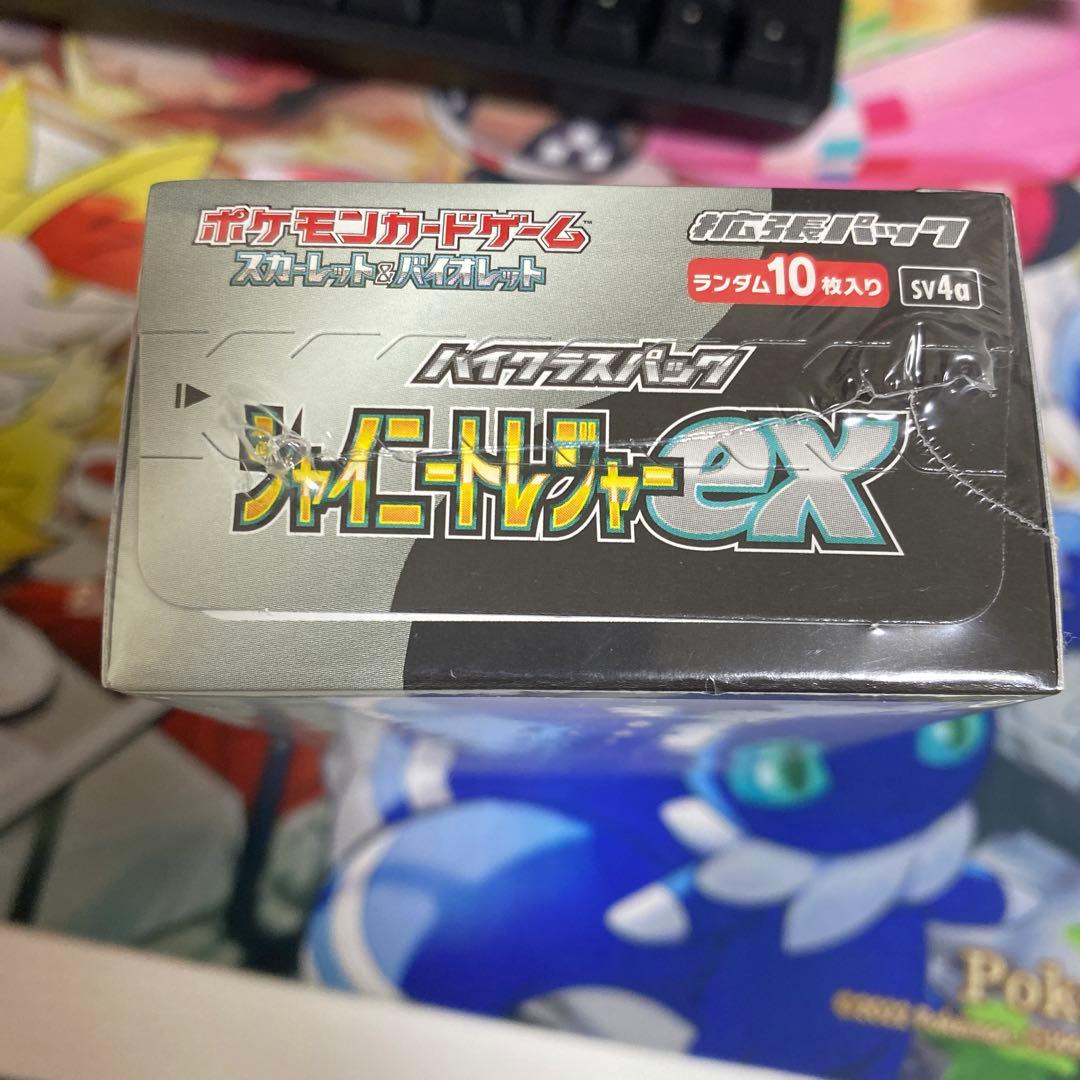 ポケモンカードゲーム™
スカーレット&バイオレット
拡張パック
ランダム10枚入り
sv4a
ハイクラスパック
シャイニートレジャーex
Pok